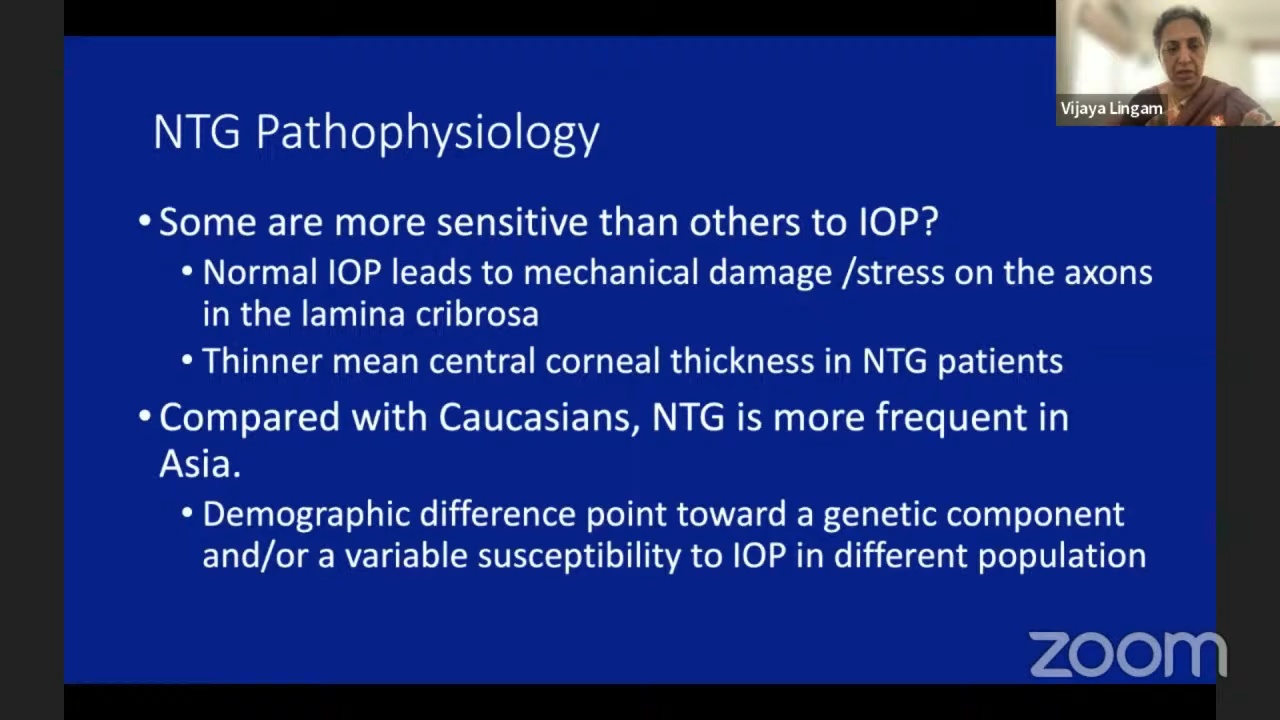 Vijaya Lingam
NTG Pathophysiology
• Some are more sensitive than others to IOP?
• Normal IOP leads to mechanical damage /stress on the axons
in the lamina cribrosa
• Thinner mean central corneal thickness in NTG patients
• Compared with Caucasians, NTG is more frequent in
Asia.
• Demographic difference point toward a genetic component
and/or a variable susceptibility to IOP in different population
zoom